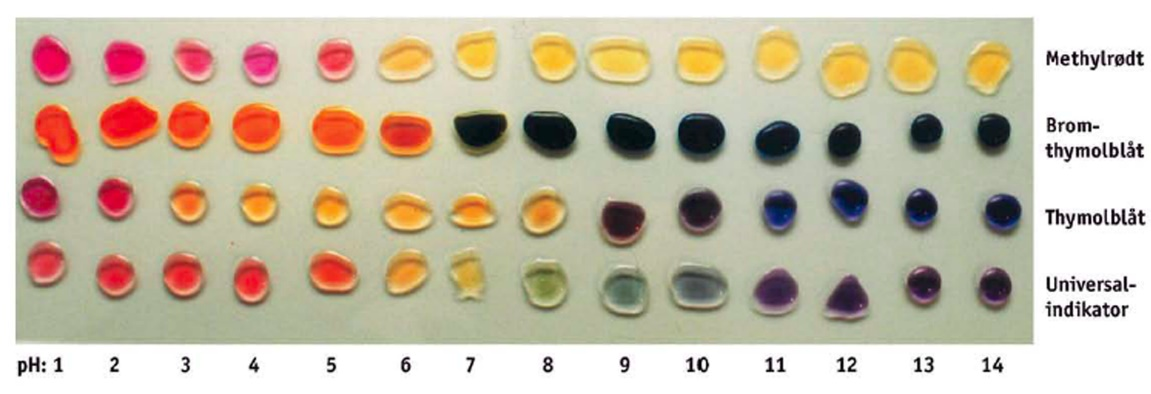 Methylrødt
Brom-
thymolblåt
Thymolblåt
Universal-
indikator
pH: 1 2 3 4 5 6 7 8 9 10 11 12 13 14